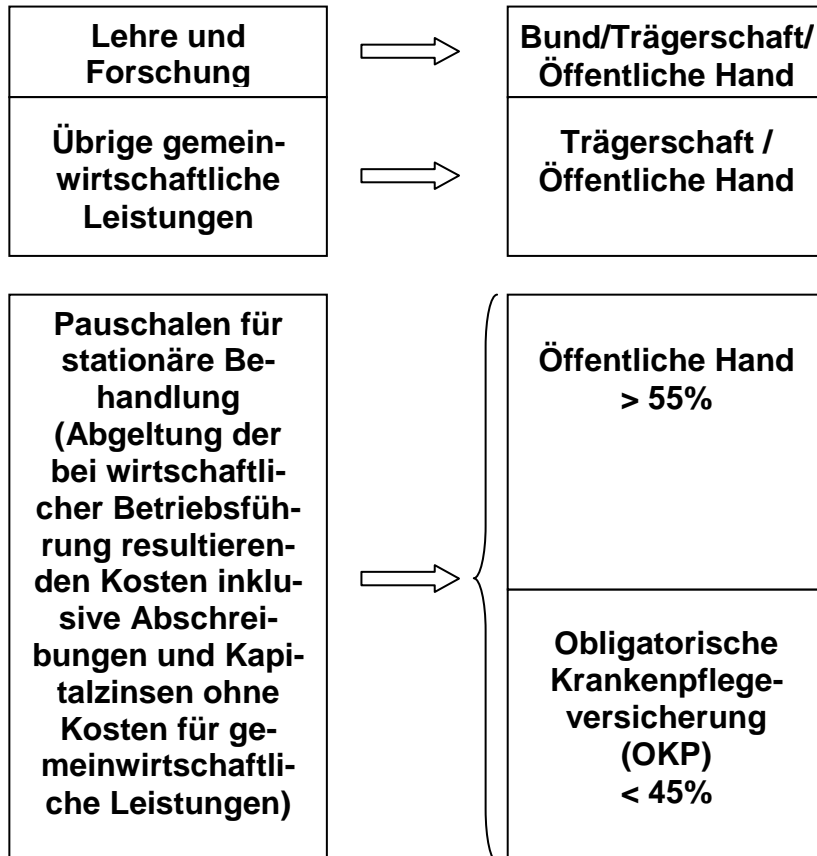 Lehre und
Forschung
Bund/Trägerschaft/
Öffentliche Hand
Übrige gemein-
wirtschaftliche
Leistungen
Trägerschaft /
Öffentliche Hand
Pauschalen für
stationäre Be-
handlung
(Abgeltung der
bei wirtschaftli-
cher Betriebsfüh-
rung resultieren-
den Kosten inklu-
sive Abschrei-
bungen und Kapi-
talzinsen ohne
Kosten für ge-
meinwirtschaftli-
che Leistungen)
Öffentliche Hand
> 55%
Obligatorische
Krankenpflege-
versicherung
(OKP)
< 45%